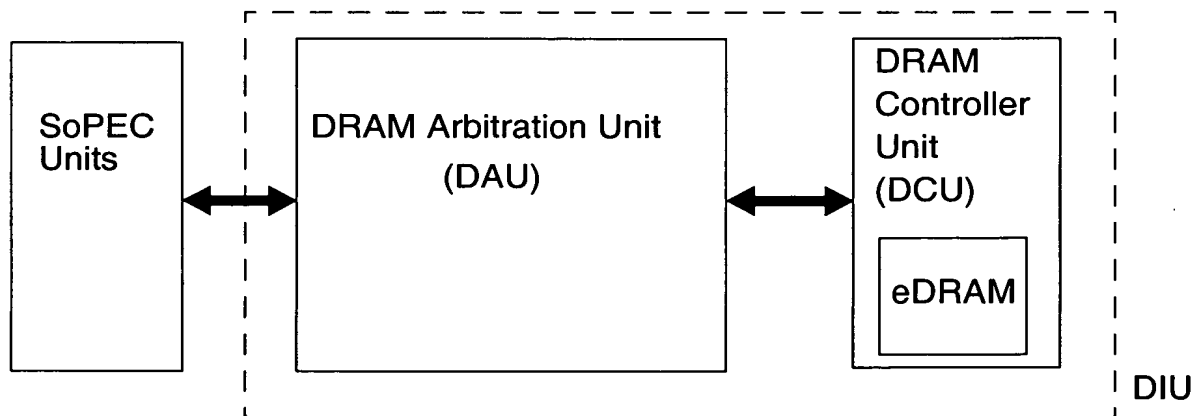 SoPEC
Units
DRAM Arbitration Unit
(DAU)
DRAM
Controller
Unit
(DCU)
eDRAM
DIU